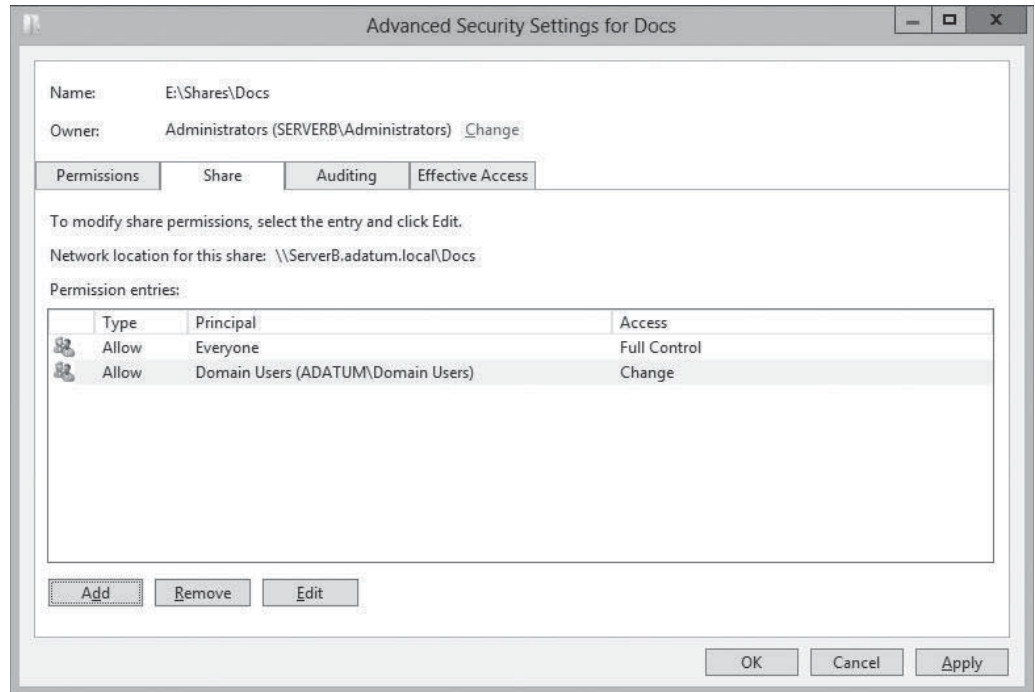 Advanced Security Settings for Docs
Name: E:\Shares\Docs
Owner: Administrators (SERVERB\Administrators) Change
Permissions Share Auditing Effective Access
To modify share permissions, select the entry and click Edit.
Network location for this share: \\ServerB.adatum.local\Docs
Permission entries:
Type Principal Access
Allow Everyone Full Control
Allow Domain Users (ADATUM\Domain Users) Change
Add Remove Edit
OK Cancel Apply